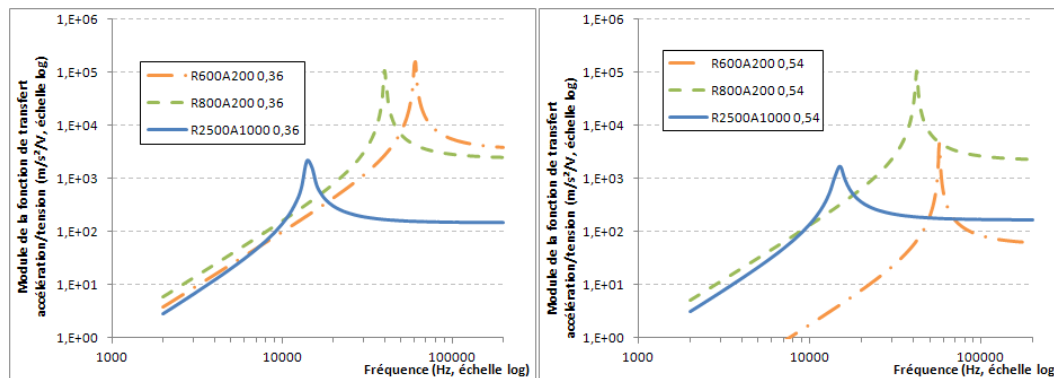 Module de la fonction de transfert
accélération/tension (m/s²/V, échelle log)
1,E+06
1,E+05
1,E+04
1,E+03
1,E+02
1,E+01
1,E+00
R600A200 0,36
R800A200 0,36
R2500A1000 0,36
1000
10000
100000
Fréquence (Hz, échelle log)
Module de la fonction de transfert
accélération/tension (m/s²/V, échelle log)
1,E+06
1,E+05
1,E+04
1,E+03
1,E+02
1,E+01
1,E+00
R600A200 0,54
R800A200 0,54
R2500A1000 0,54
1000
10000
100000
Fréquence (Hz, échelle log)